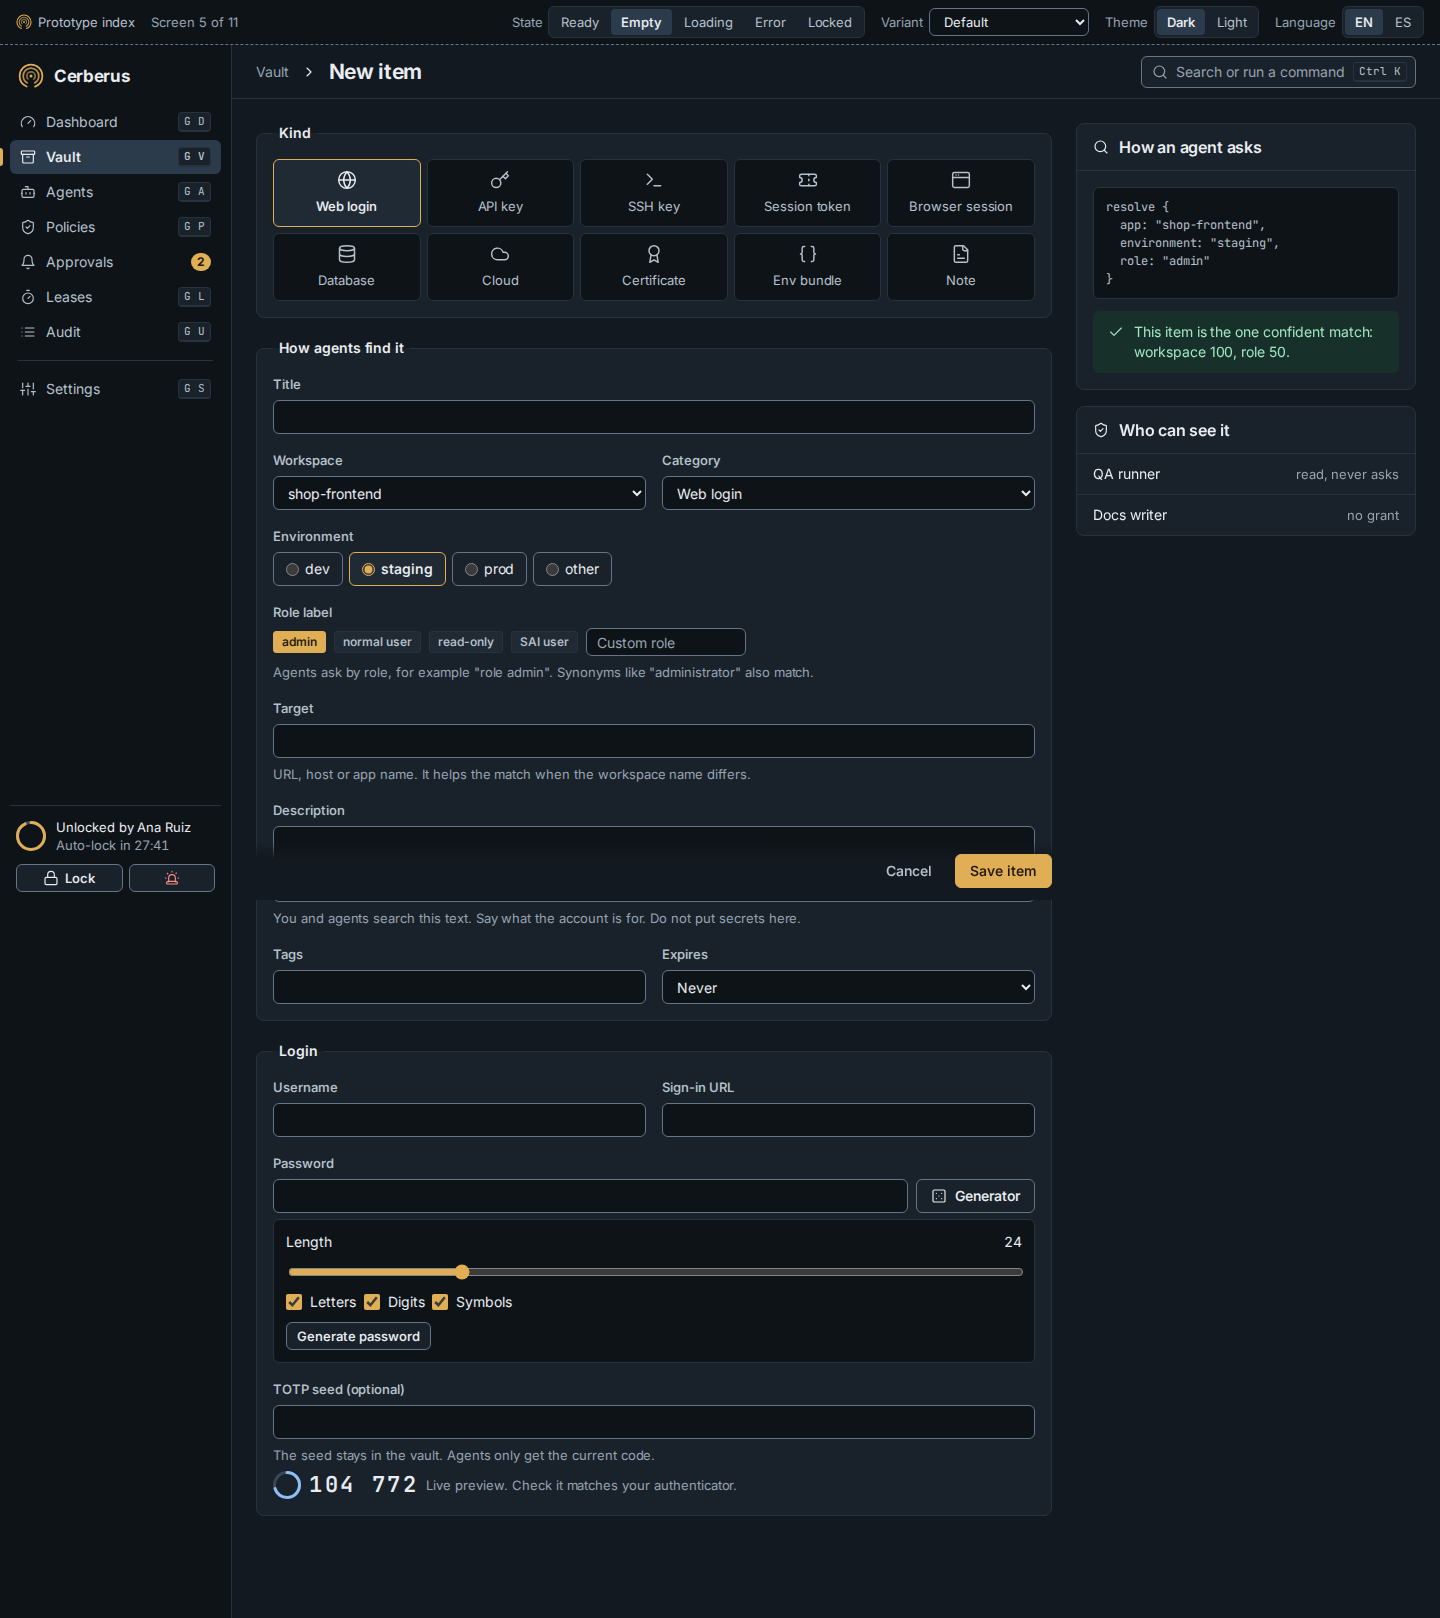 Prototype index Screen 5 of 11 State Ready Empty Loading Error Locked Variant Default Theme Dark Light Language EN ES
Cerberus
Dashboard G D
Vault G V
Agents G A
Policies G P
Approvals 2
Leases G L
Audit G U
Settings G S
Unlocked by Ana Ruiz
Auto-lock in 27:41
Lock
Vault New item Search or run a command Ctrl K
Kind
Web login API key SSH key Session token Browser session
Database Cloud Certificate Env bundle Note
How agents find it
Title
Workspace Category
shop-frontend Web login
Environment
dev staging prod other
Role label
admin normal user read-only SAI user Custom role
Agents ask by role, for example "role admin". Synonyms like "administrator" also match.
Target
URL, host or app name. It helps the match when the workspace name differs.
Description
Cancel Save item
You and agents search this text. Say what the account is for. Do not put secrets here.
Tags Expires
Never
Login
Username Sign-in URL
Password
Generator
Length 24
Letters Digits Symbols
Generate password
TOTP seed (optional)
The seed stays in the vault. Agents only get the current code.
104 772 Live preview. Check it matches your authenticator.
How an agent asks
resolve {
app: "shop-frontend",
environment: "staging",
role: "admin"
}
This item is the one confident match:
workspace 100, role 50.
Who can see it
QA runner read, never asks
Docs writer no grant